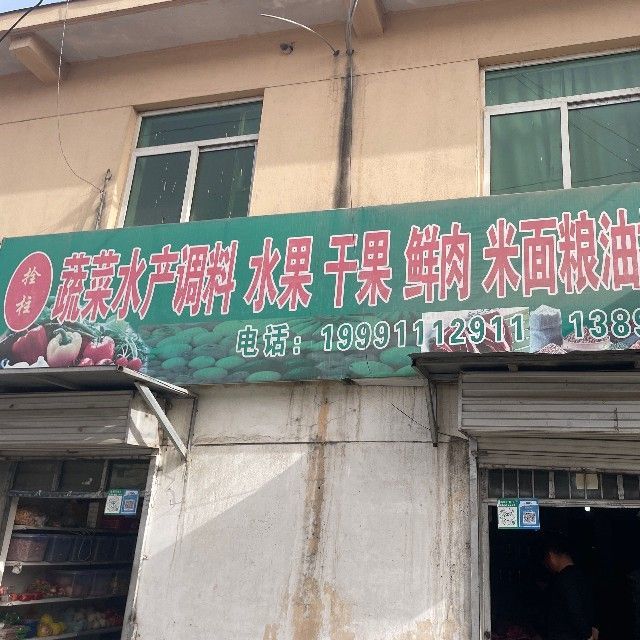 拴柱
蔬菜水产调料 水果 干果 鲜肉 米面粮油
电话：19991112911 1389